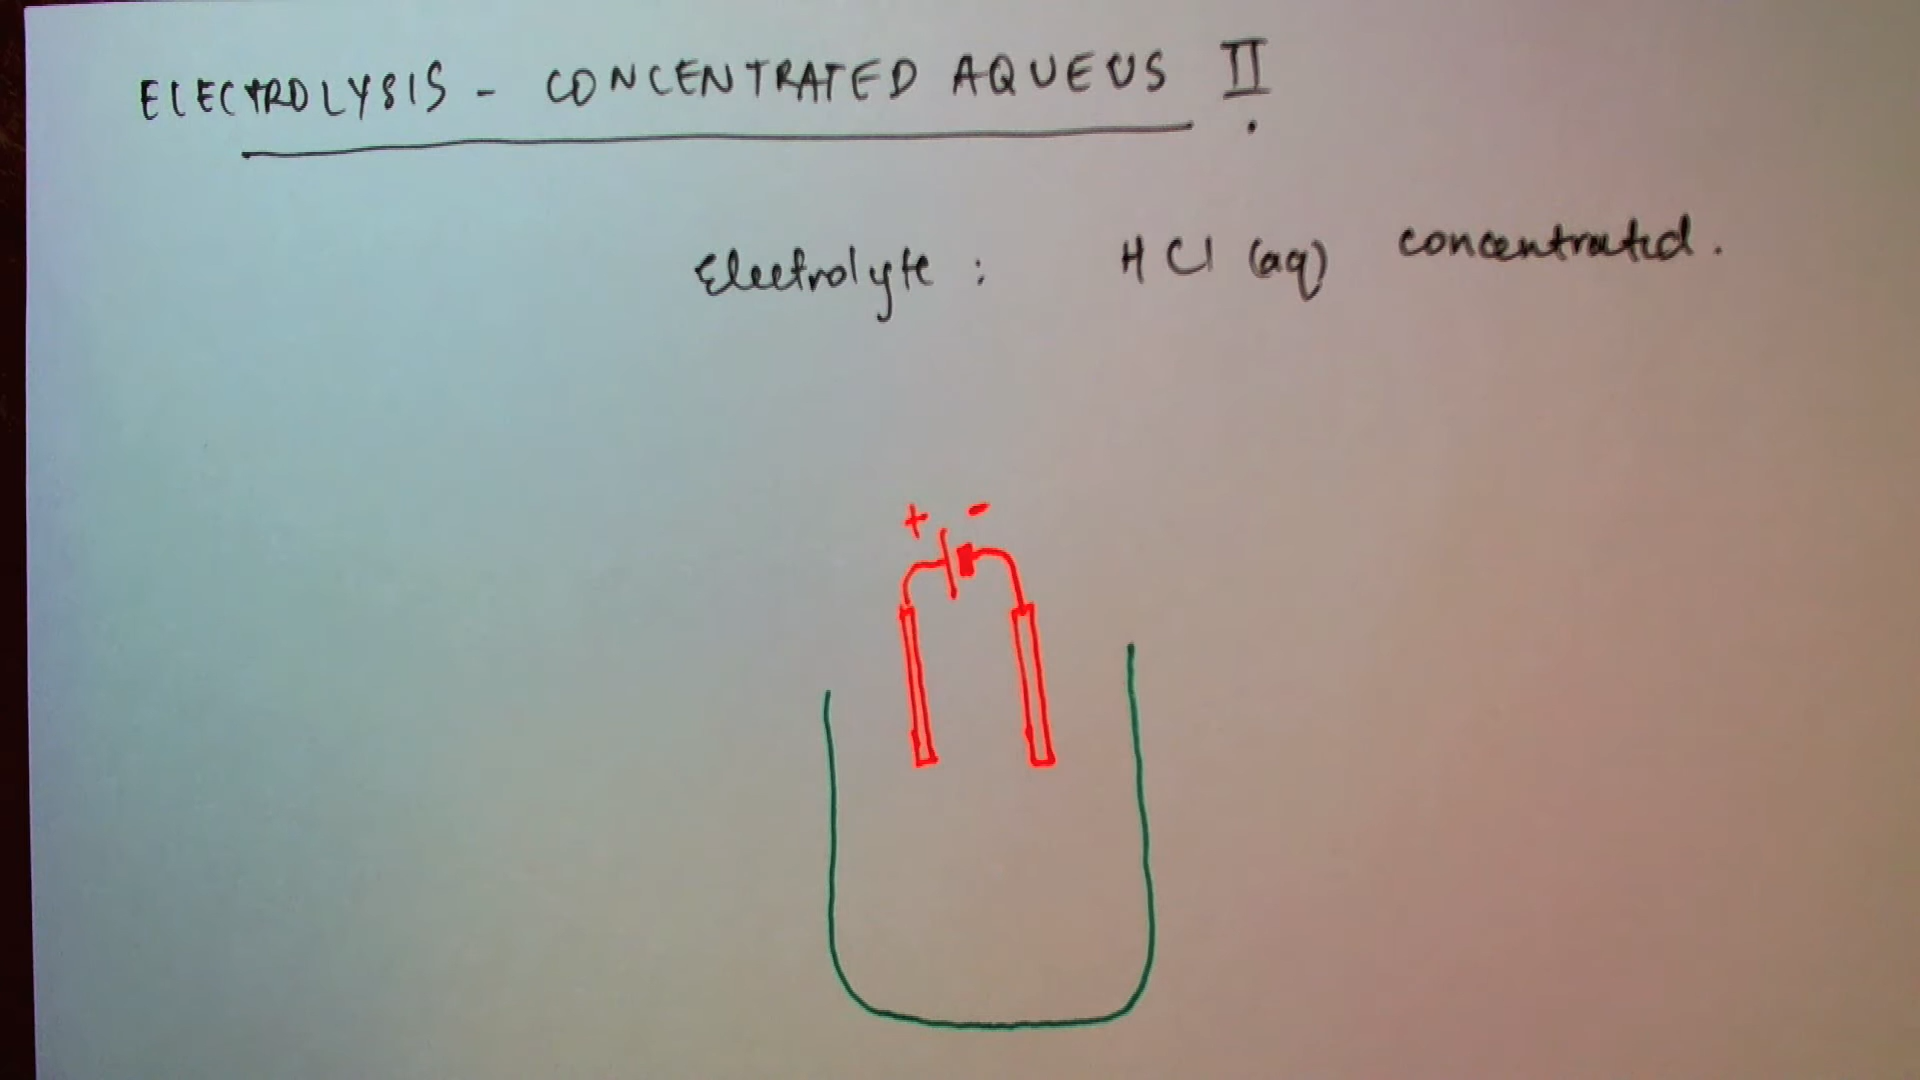 ELECTROLYSIS - CONCENTRATED AQUEUS II
Electrolyte : HCl (aq) concentrated.
+ -